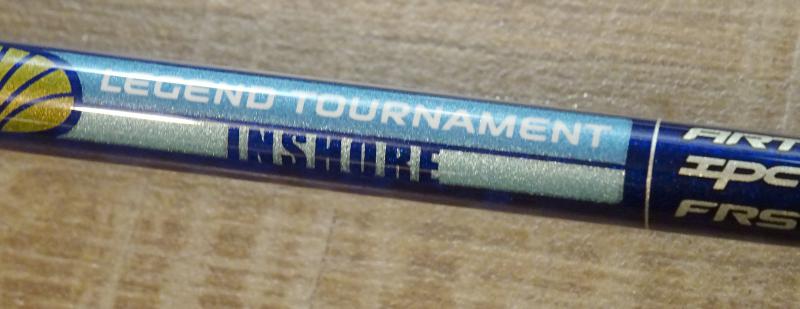 LEGEND TOURNAMENT
INSHORE
ART
IPC
FRS